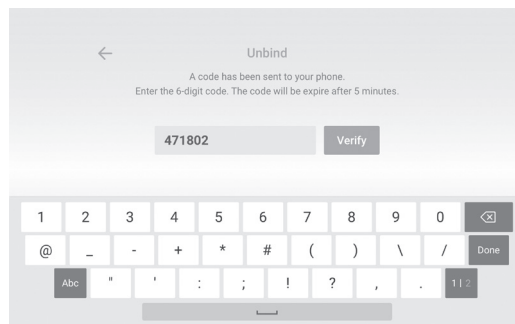 Unbind
A code has been sent to your phone.
Enter the 6-digit code. The code will be expire after 5 minutes.
471802 Verify
1 2 3 4 5 6 7 8 9 0
@ _ - + * # ( ) \ / Done
Abc " ' : ; ! ? , . 1 | 2